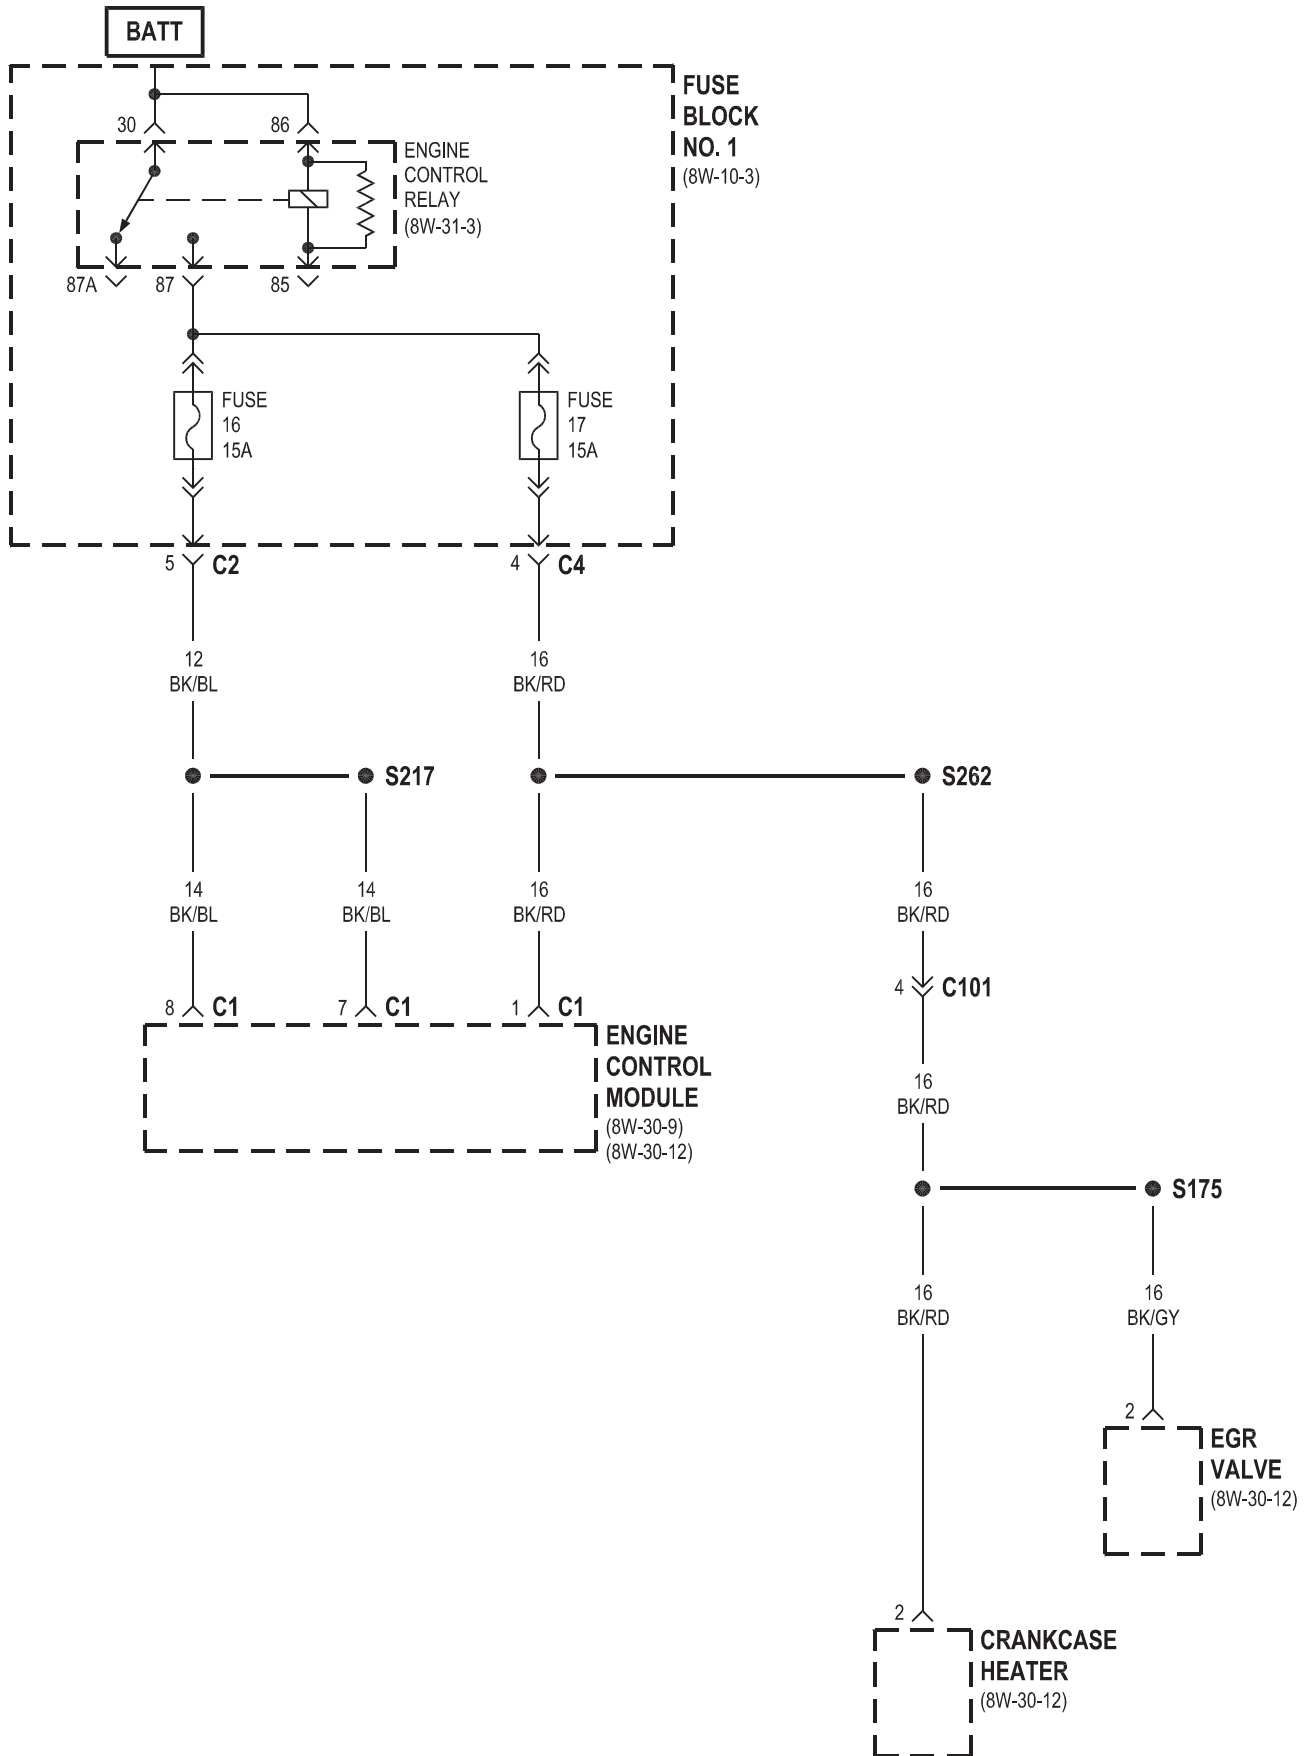 BATT
FUSE
BLOCK
NO. 1
(8W-10-3)
30
86
ENGINE
CONTROL
RELAY
(8W-31-3)
87A
87
85
FUSE
16
15A
FUSE
17
15A
5
C2
4
C4
12
BK/BL
16
BK/RD
S217
S262
14
BK/BL
14
BK/BL
16
BK/RD
16
BK/RD
4
C101
8
C1
7
C1
1
C1
ENGINE
CONTROL
MODULE
(8W-30-9)
(8W-30-12)
16
BK/RD
S175
16
BK/RD
16
BK/GY
2
EGR
VALVE
(8W-30-12)
2
CRANKCASE
HEATER
(8W-30-12)